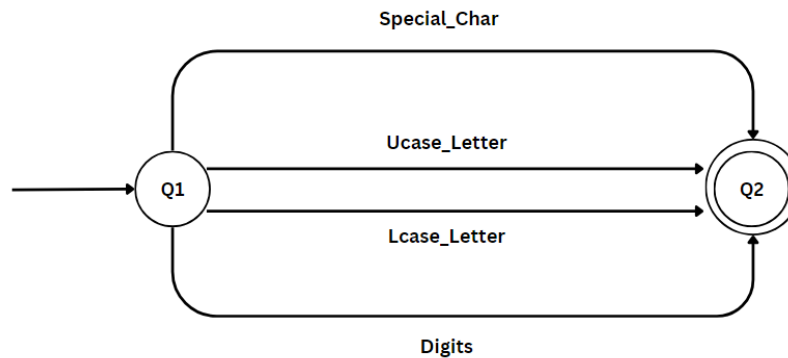 Special_Char
Ucase_Letter
Q1
Q2
Lcase_Letter
Digits